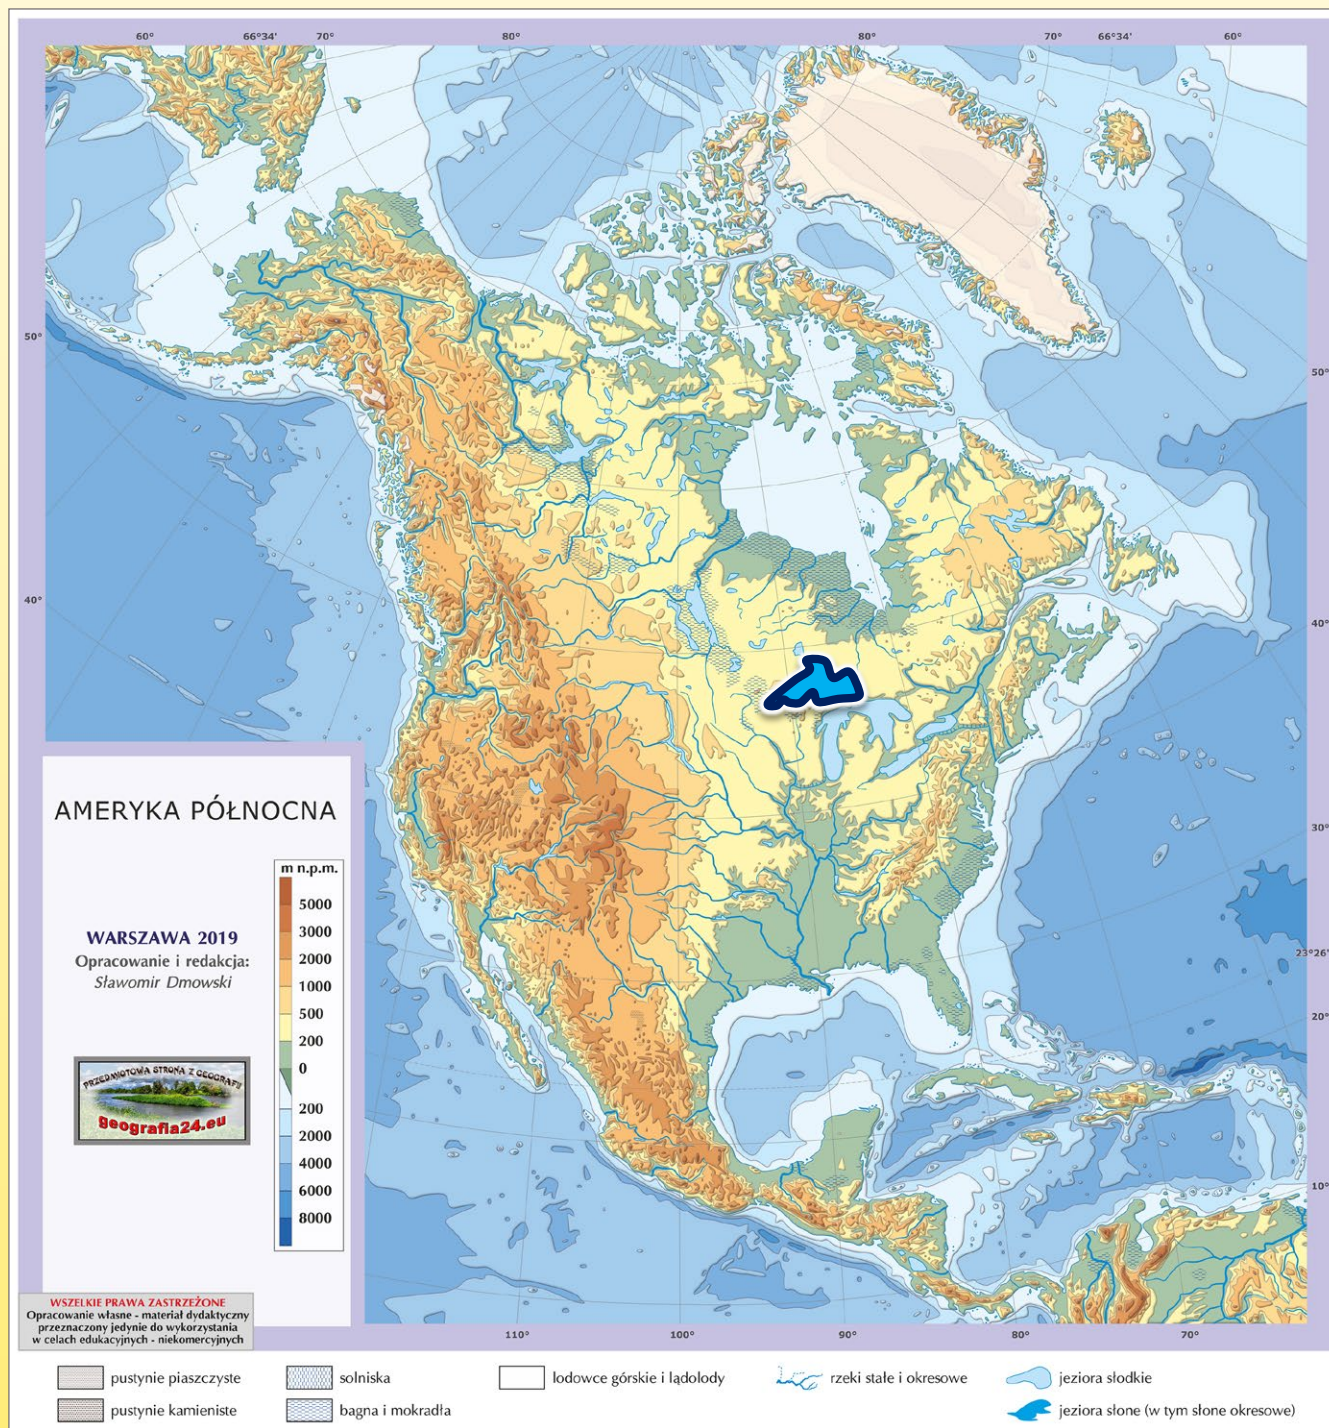 60° 66°34' 70° 80° 80° 70° 66°34' 60°
50°
50°
40°
40°
30°
23°26'
20°
10°
AMERYKA PÓŁNOCNA
WARSZAWA 2019
Opracowanie i redakcja:
Sławomir Dmowski
PRZEDMIOTOWA STRONA Z GEOGRAFII
geografia24.eu
m n.p.m.
5000
3000
2000
1000
500
200
0
200
2000
4000
6000
8000
WSZELKIE PRAWA ZASTRZEŻONE
Opracowanie własne - materiał dydaktyczny
przeznaczony jedynie do wykorzystania
w celach edukacyjnych - niekomercyjnych
110° 100° 90° 80° 70°
pustynie piaszczyste solniska lodowce górskie i lądolody rzeki stałe i okresowe jeziora słodkie
pustynie kamieniste bagna i mokradła jeziora słone (w tym słone okresowe)